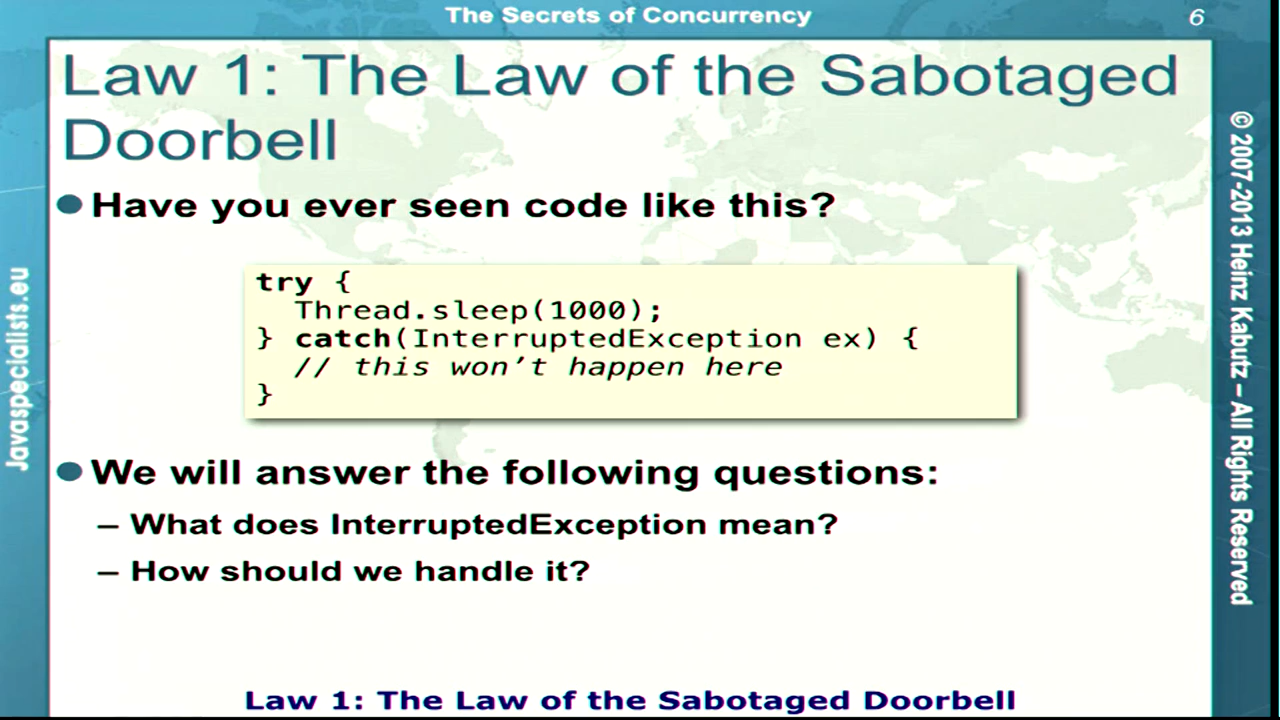 The Secrets of Concurrency
6
Law 1: The Law of the Sabotaged
Doorbell
Have you ever seen code like this?
try {
  Thread.sleep(1000);
} catch(InterruptedException ex) {
  // this won’t happen here
}
We will answer the following questions:
– What does InterruptedException mean?
– How should we handle it?
Law 1: The Law of the Sabotaged Doorbell
Javaspecialists.eu
© 2007-2013 Heinz Kabutz – All Rights Reserved